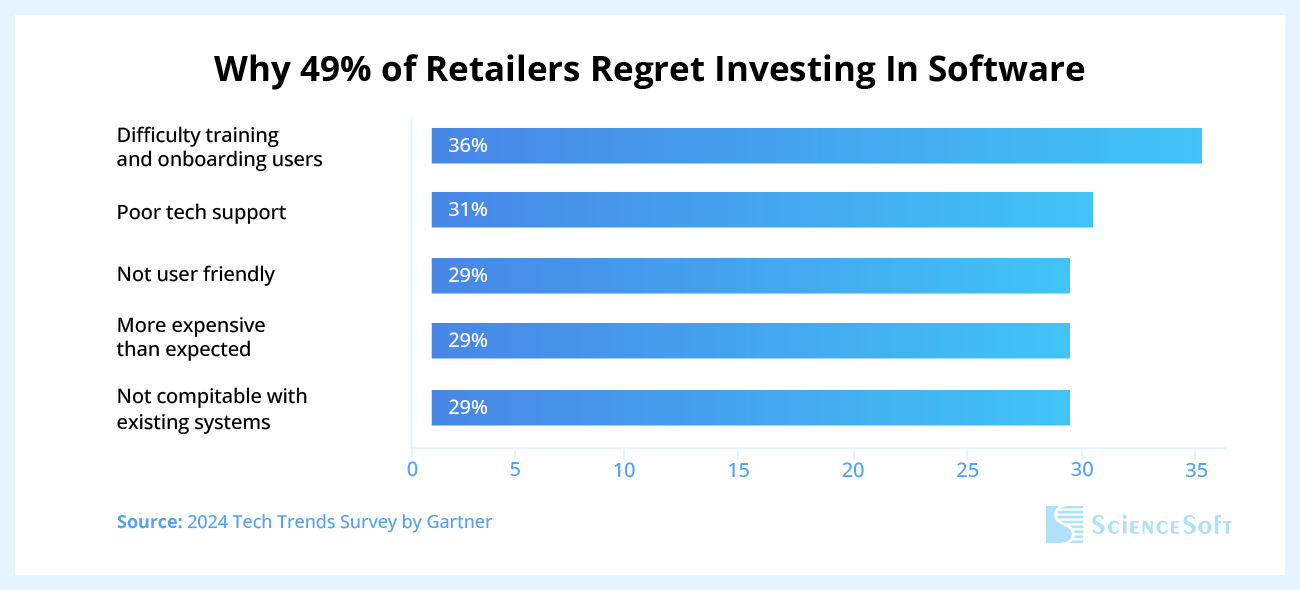 Why 49% of Retailers Regret Investing In Software
Difficulty training
and onboarding users
36%
Poor tech support
31%
Not user friendly
29%
More expensive
than expected
29%
Not compitable with
existing systems
29%
0 5 10 15 20 25 30 35
Source: 2024 Tech Trends Survey by Gartner
ScienceSoft